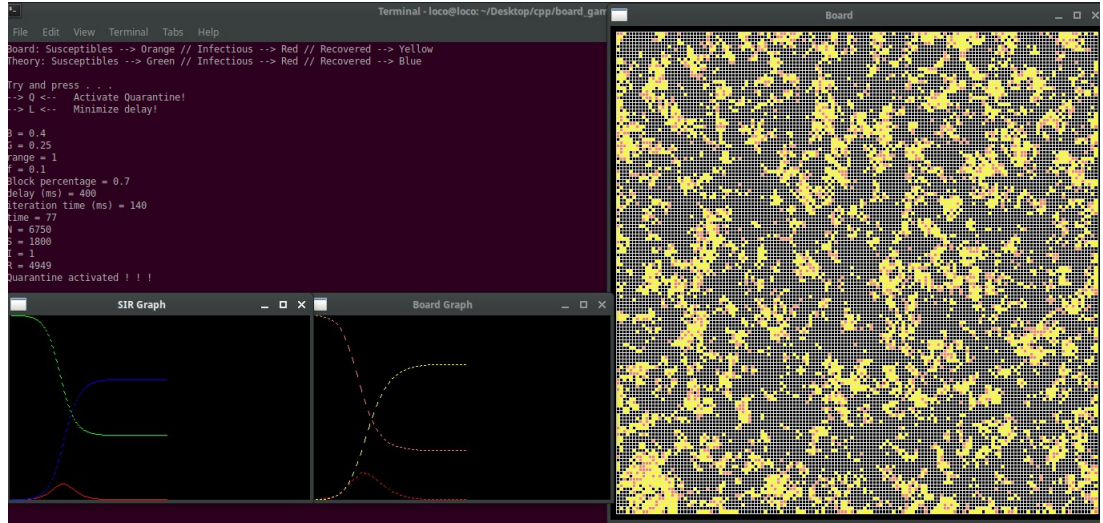 Terminal - loco@loco: ~/Desktop/cpp/board_gam
File Edit View Terminal Tabs Help
Board: Susceptibles --> Orange // Infectious --> Red // Recovered --> Yellow
Theory: Susceptibles --> Green // Infectious --> Red // Recovered --> Blue
Try and press . . .
--> Q <-- Activate Quarantine!
--> L <-- Minimize delay!
B = 0.4
G = 0.25
range = 1
f = 0.1
Block percentage = 0.7
delay (ms) = 400
iteration time (ms) = 140
time = 77
N = 6750
S = 1800
I = 1
R = 4949
Quarantine activated ! ! !
SIR Graph
Board Graph
Board